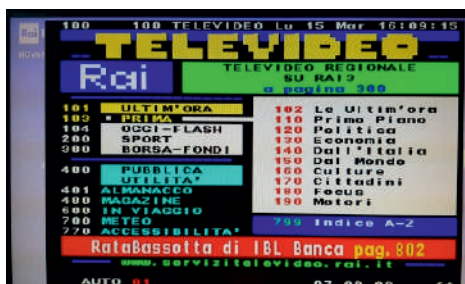 Rai
100 100 TELEVIDEO Lu 15 Mar 16:09:15
TELEVIDEO
Rai
TELEVIDEO REGIONALE
SU RAI3
a pagina 300
101 ULTIM'ORA
103 PRIMA
104 OGGI-FLASH
200 SPORT
300 BORSA-FONDI
400 PUBBLICA
UTILITA'
401 ALMANACCO
480 MAGAZINE
600 IN VIAGGIO
700 METEO
770 ACCESSIBILITA'
102 Le Ultim'ora
110 Primo Piano
120 Politica
130 Economia
140 Dall'Italia
150 Dal Mondo
160 Culture
170 Cittadini
180 Focus
190 Motori
799 Indice A-Z
RataBassotta di IBL Banca pag.802
www.servizitelevideo.rai.it
AUTO 01